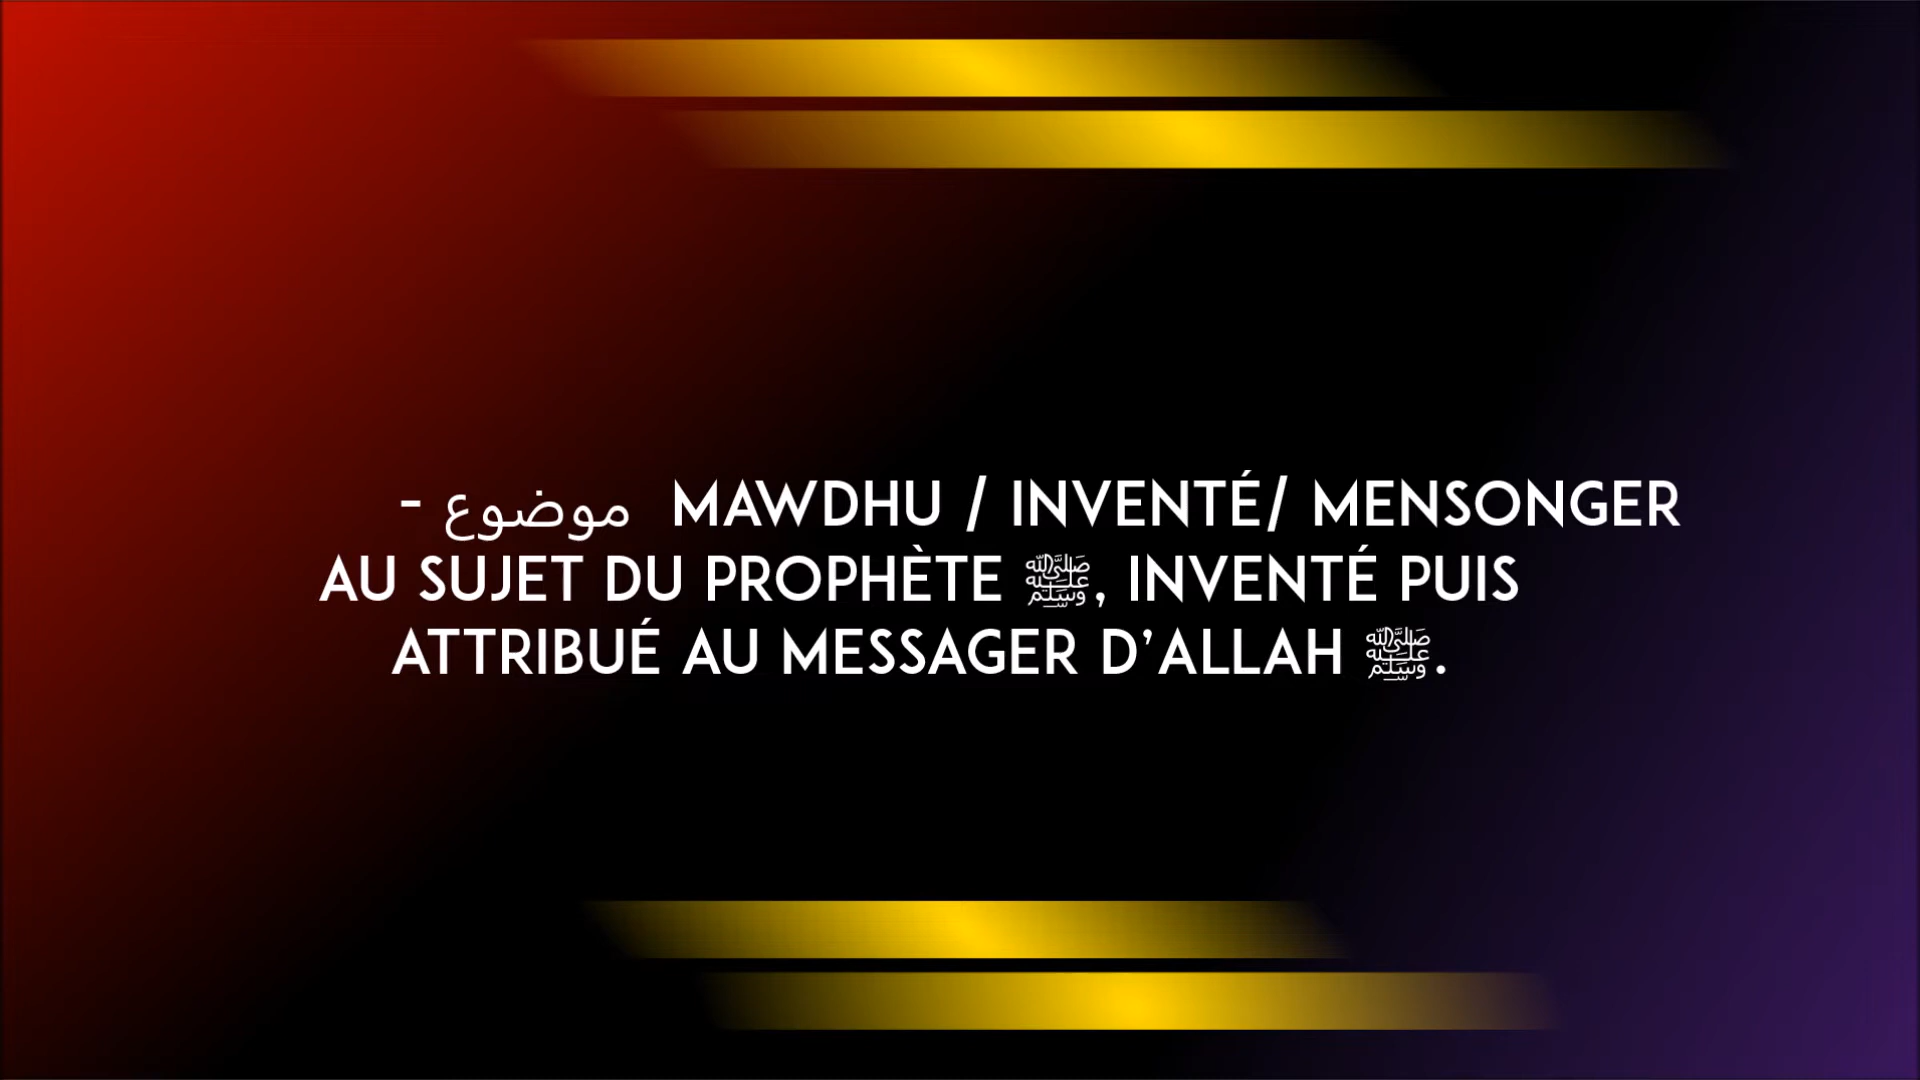 - موضوع MAWDHU / INVENTÉ/ MENSONGER
AU SUJET DU PROPHÈTE ﷺ, INVENTÉ PUIS
ATTRIBUÉ AU MESSAGER D’ALLAH ﷺ.